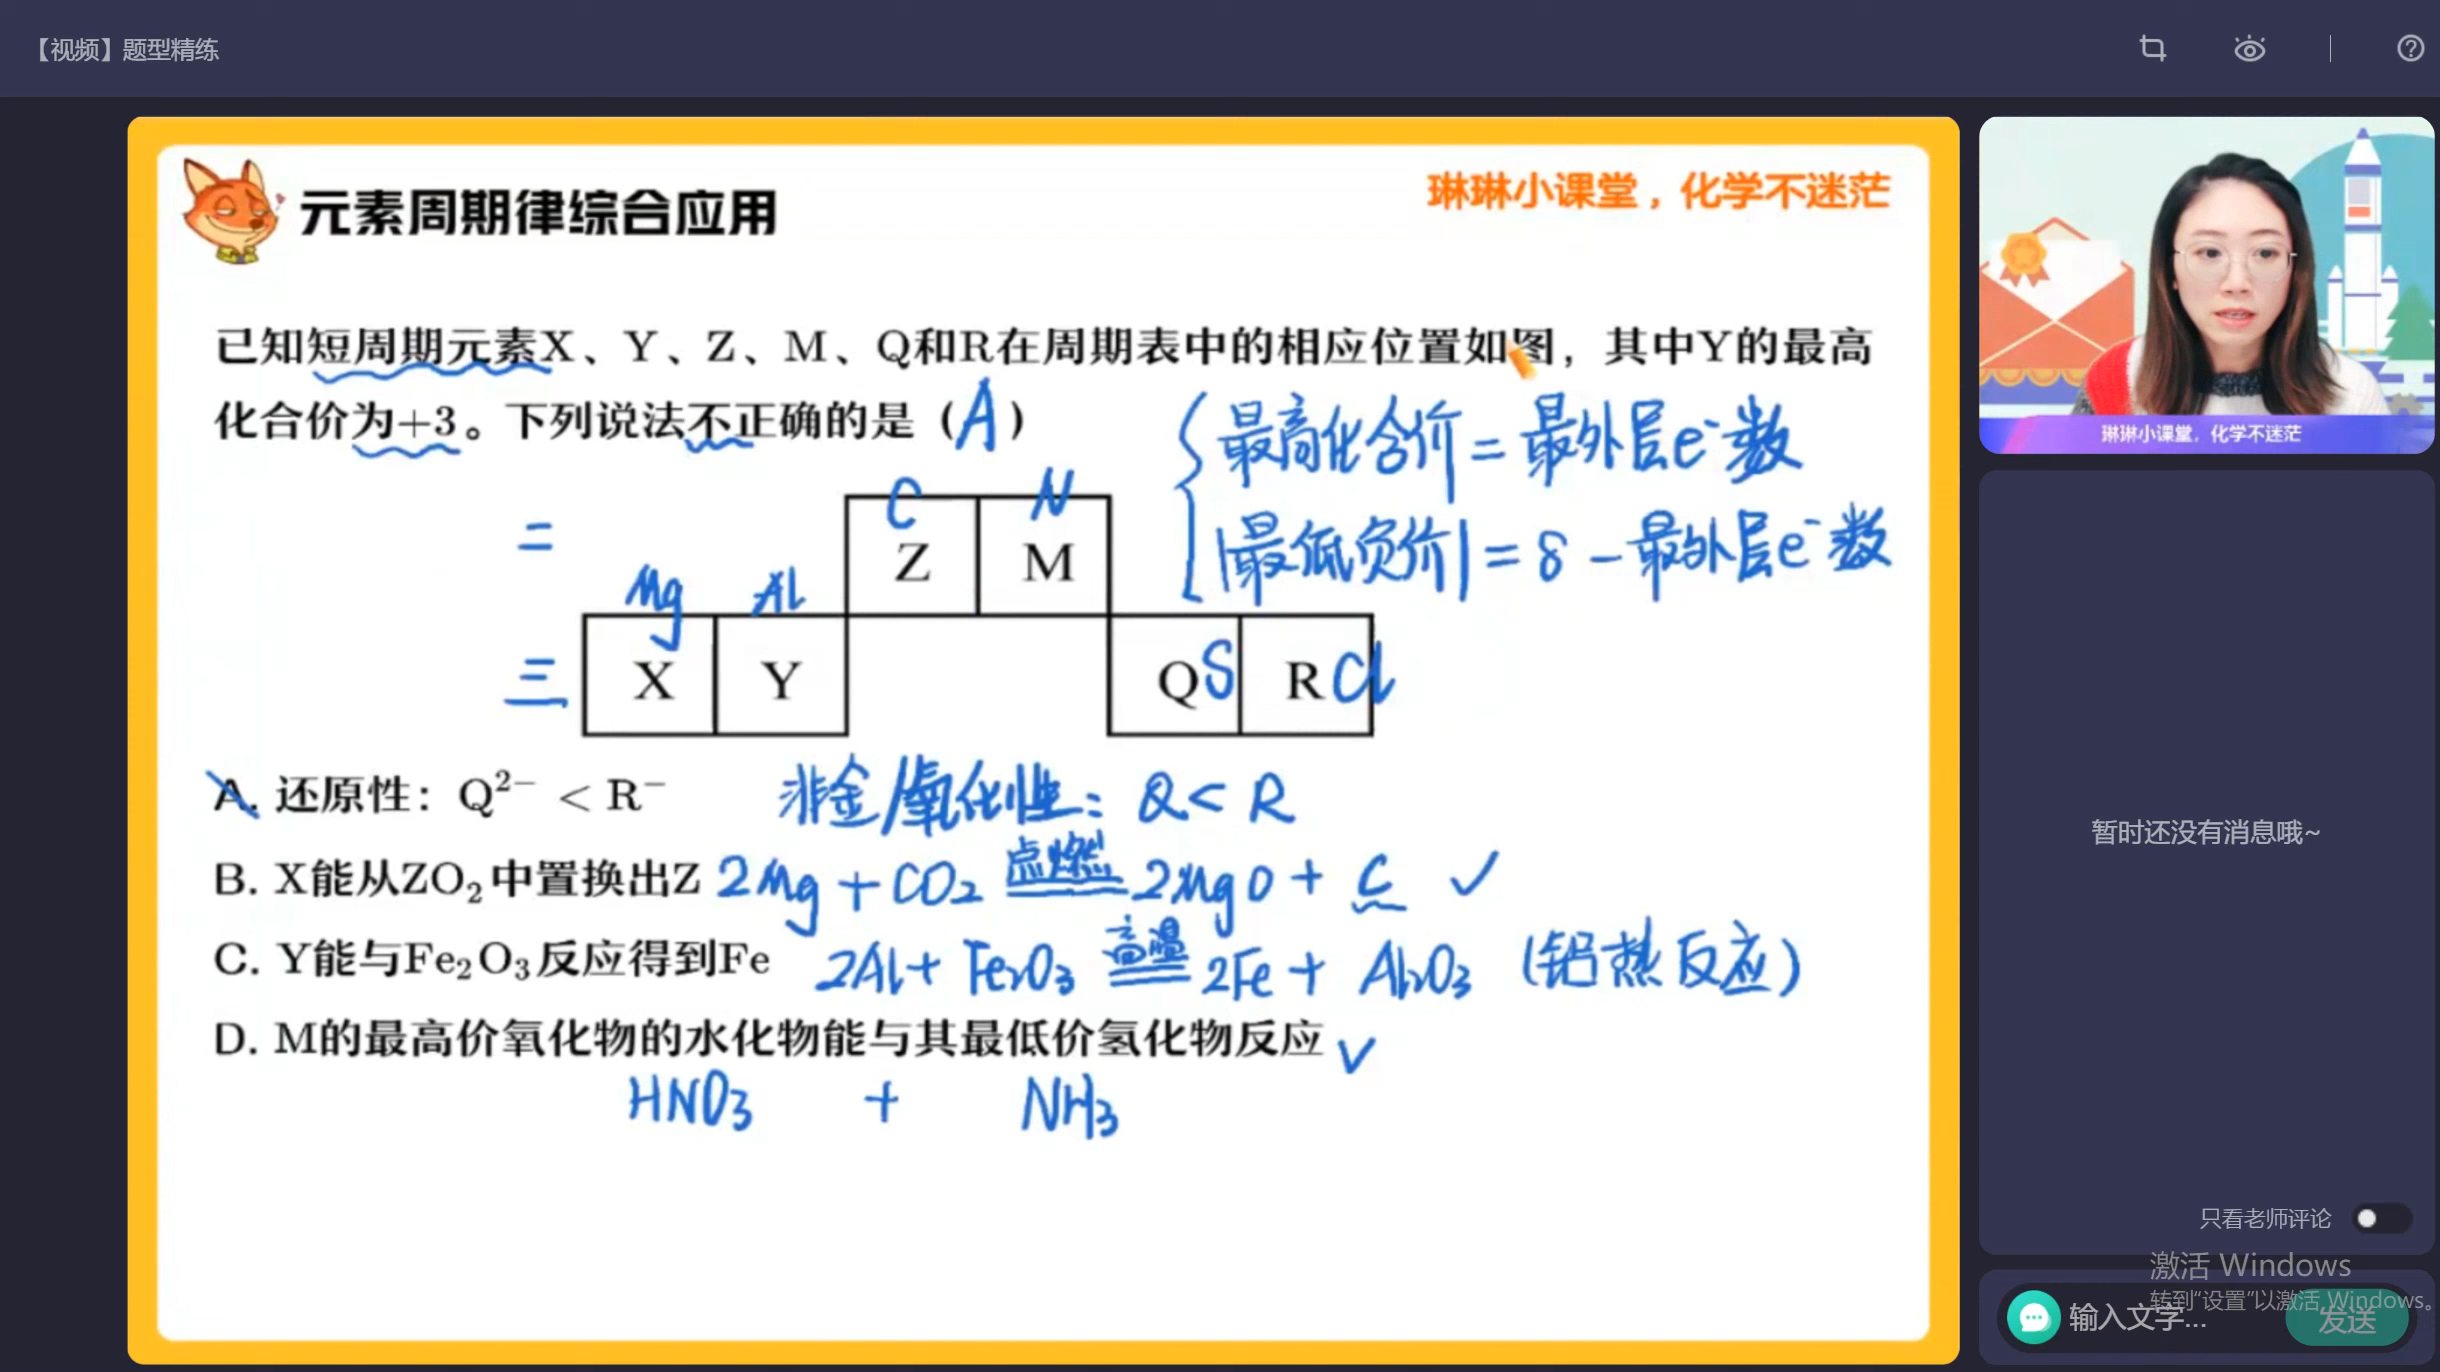 【视频】题型精练
元素周期律综合应用
琳琳小课堂，化学不迷茫
已知短周期元素X、Y、Z、M、Q和R在周期表中的相应位置如图，其中Y的最高
化合价为+3。下列说法不正确的是（A）
最高化合价 = 最外层e⁻数
|最低负价| = 8 - 最外层e⁻数
C N
二 Z M
Mg Al
三 X Y Q S R Cl
A. 还原性：Q²⁻ < R⁻ 非金/氧化性：Q < R
B. X能从ZO₂中置换出Z 2Mg + CO₂ 点燃 2MgO + C ✓
C. Y能与Fe₂O₃反应得到Fe 2Al + Fe₂O₃ 高温 2Fe + Al₂O₃ （铝热反应）
D. M的最高价氧化物的水化物能与其最低价氢化物反应 ✓
HNO₃ + NH₃
琳琳小课堂，化学不迷茫
暂时还没有消息哦~
只看老师评论
激活 Windows
转到“设置”以激活 Windows。
输入文字...
发送